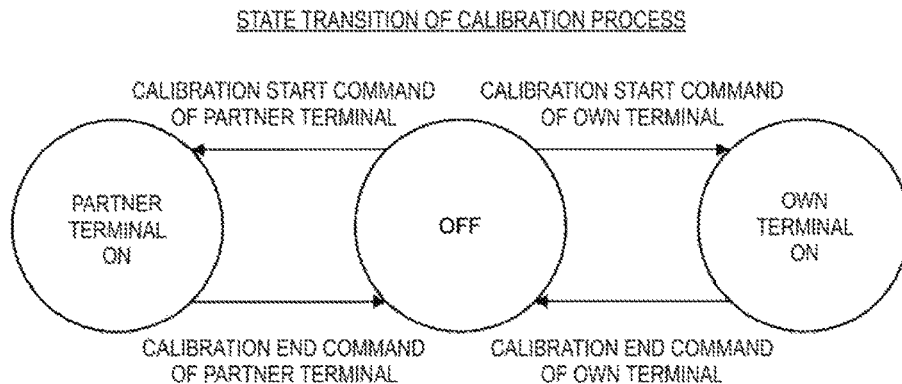 STATE TRANSITION OF CALIBRATION PROCESS
CALIBRATION START COMMAND
OF PARTNER TERMINAL
CALIBRATION START COMMAND
OF OWN TERMINAL
PARTNER
TERMINAL
ON
OFF
OWN
TERMINAL
ON
CALIBRATION END COMMAND
OF PARTNER TERMINAL
CALIBRATION END COMMAND
OF OWN TERMINAL